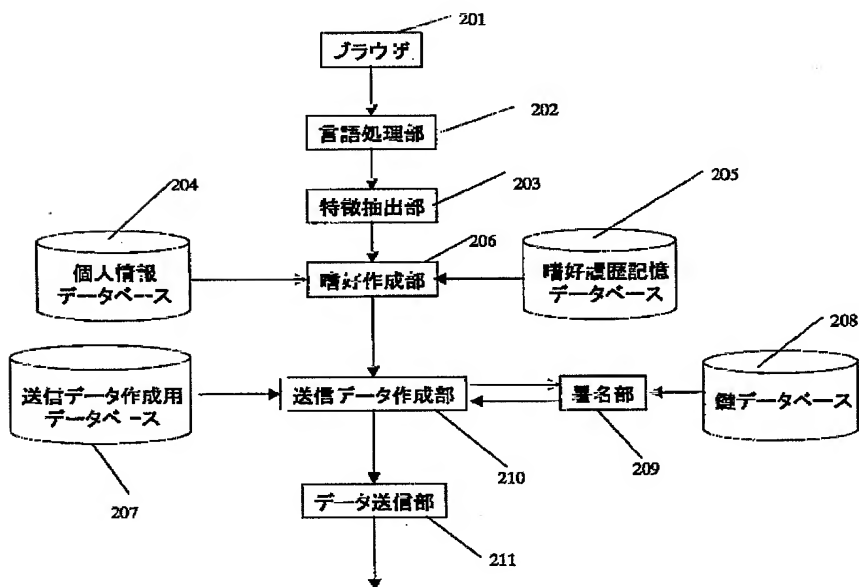 201
ブラウザ
202
言語処理部
203
特徴抽出部
204
個人情報
データベース
205
嗜好履歴記憶
データベース
206
嗜好作成部
207
送信データ作成用
データベース
208
鍵データベース
209
署名部
210
送信データ作成部
211
データ送信部